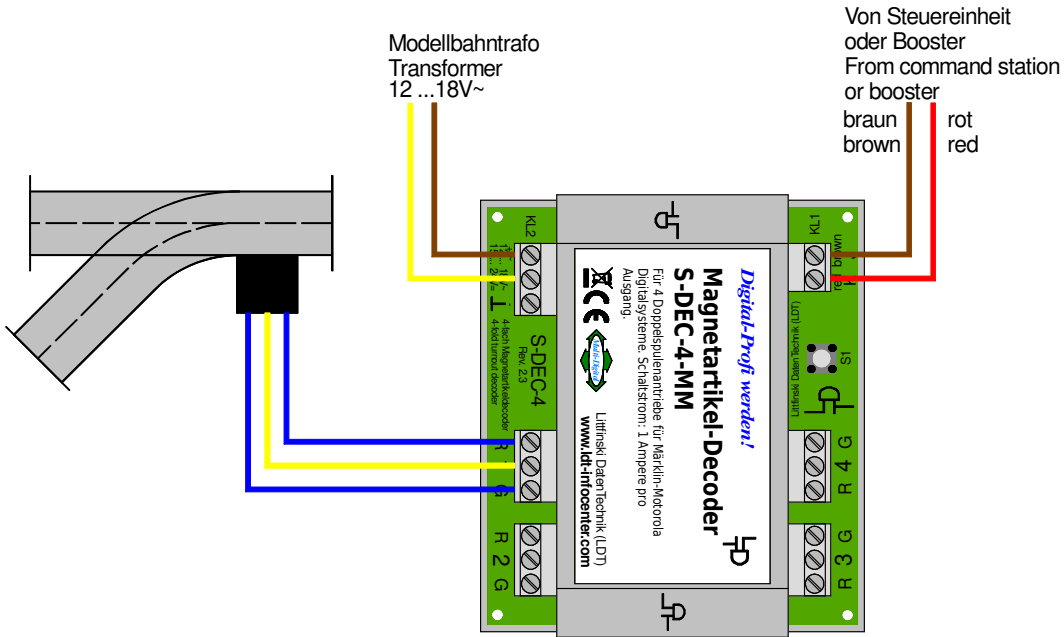 Modellbahntrafo
Transformer
12 ...18V~
Von Steuereinheit
oder Booster
From command station
or booster
braun
brown
rot
red
KL2
S-DEC-4
Rev. 2.3
4-fach Magnetartikeldecoder
4-fold turnout decoder
R
G
R 2 G
Digital-Profi werden!
Magnetartikel-Decoder
S-DEC-4-MM
Für 4 Doppelspulenantriebe für Märklin-Motorola
Digitalsysteme. Schaltstrom: 1 Ampere pro
Ausgang.
CE
Multi-Digital
Littfinski DatenTechnik (LDT)
www.ldt-infocenter.com
KL1
brown
S1
Littfinski DatenTechnik (LDT)
R 4 G
R 3 G